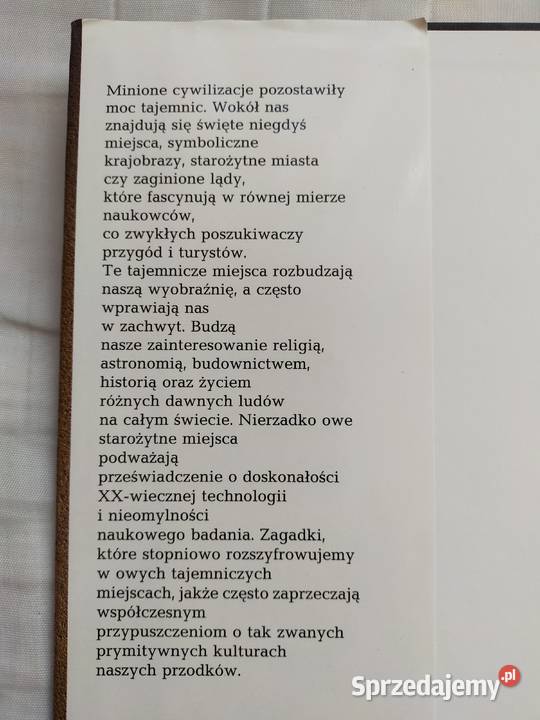 Minione cywilizacje pozostawiły
moc tajemnic. Wokół nas
znajdują się święte niegdyś
miejsca, symboliczne
krajobrazy, starożytne miasta
czy zaginione lądy,
które fascynują w równej mierze
naukowców,
co zwykłych poszukiwaczy
przygód i turystów.
Te tajemnicze miejsca rozbudzają
naszą wyobraźnię, a często
wprawiają nas
w zachwyt. Budzą
nasze zainteresowanie religią,
astronomią, budownictwem,
historią oraz życiem
różnych dawnych ludów
na całym świecie. Nierzadko owe
starożytne miejsca
podważają
przeświadczenie o doskonałości
XX-wiecznej technologii
i nieomylności
naukowego badania. Zagadki,
które stopniowo rozszyfrowujemy
w owych tajemniczych
miejscach, jakże często zaprzeczają
współczesnym
przypuszczeniom o tak zwanych
prymitywnych kulturach
naszych przodków.
Sprzedajemy.pl